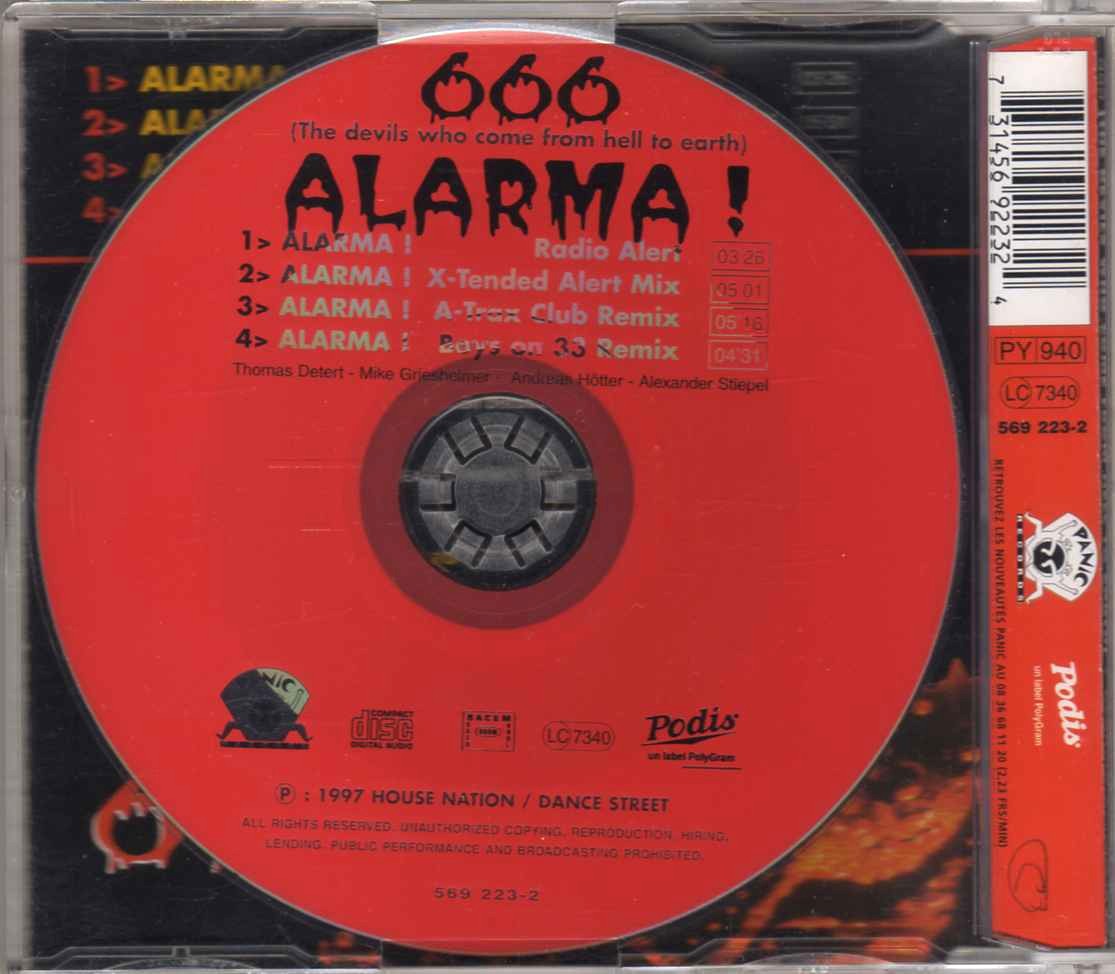 1> ALARMA
2> ALA
3> A
4>
666
(The devils who come from hell to earth)
ALARMA !
1> ALARMA ! Radio Alert 03'26
2> ALARMA ! X-Tended Alert Mix 05'01
3> ALARMA ! A-Trax Club Remix 05'16
4> ALARMA ! Boys on 33 Remix 04'31
Thomas Detert - Mike Griesheimer - Andreas Hötter - Alexander Stiepel
NIC
COMPACT
disc
DIGITAL AUDIO
SACEM
LC 7340
Podis
un label PolyGram
Ⓟ : 1997 HOUSE NATION / DANCE STREET
ALL RIGHTS RESERVED. UNAUTHORIZED COPYING, REPRODUCTION, HIRING,
LENDING, PUBLIC PERFORMANCE AND BROADCASTING PROHIBITED.
569 223-2
7 31456 92232 4
PY 940
LC 7340
569 223-2
RETROUVEZ LES NOUVEAUTÉS PANIC AU 08 36 68 11 20 (2,23 FRS/MIN)
PANIC
RECORDS
Podis
un label PolyGram